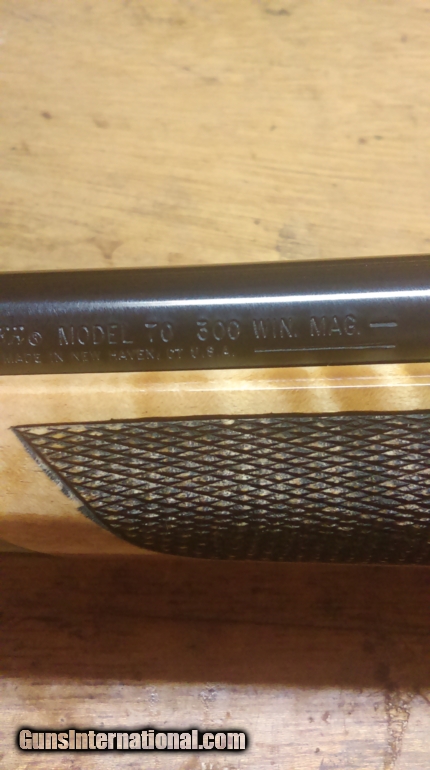 MODEL 70 300 WIN. MAG.—
MADE IN NEW HAVEN, CT U.S.A.
GunsInternational.com